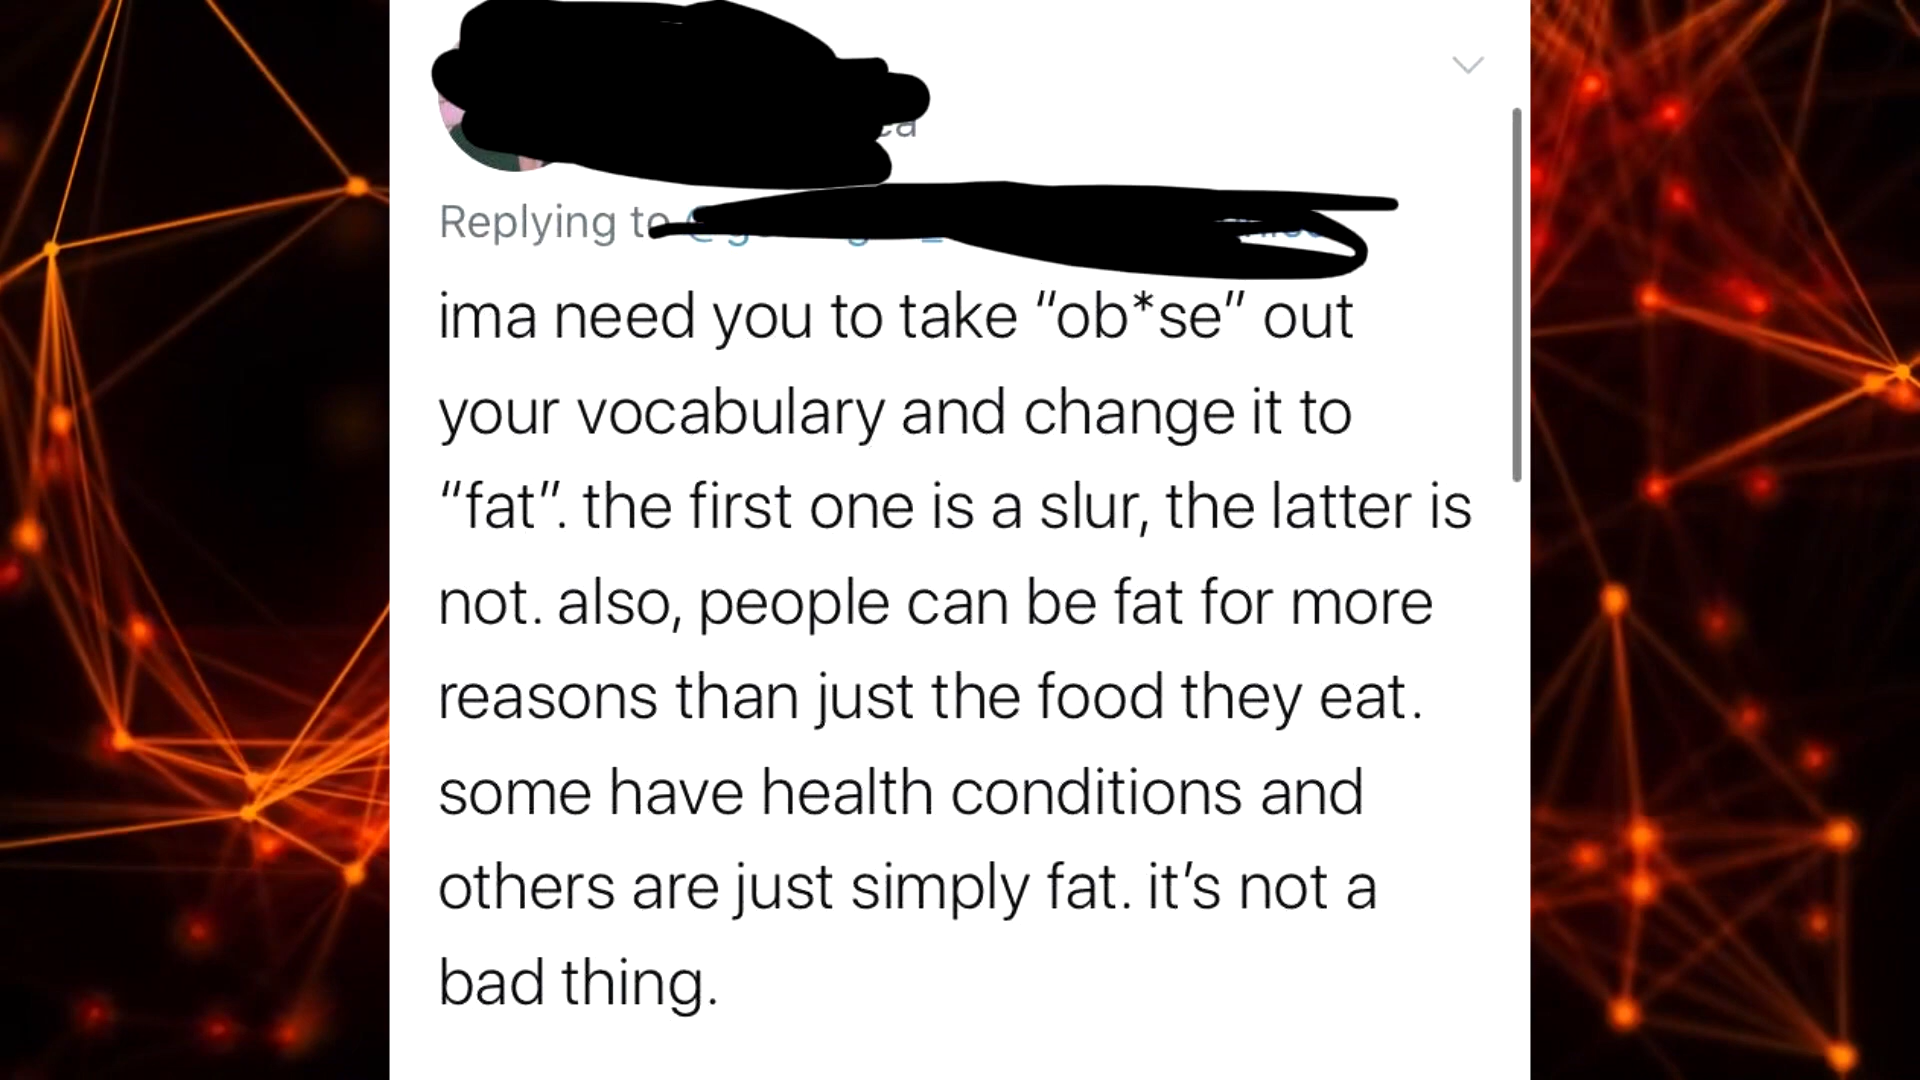 Replying to
ima need you to take “ob*se” out
your vocabulary and change it to
“fat”. the first one is a slur, the latter is
not. also, people can be fat for more
reasons than just the food they eat.
some have health conditions and
others are just simply fat. it’s not a
bad thing.